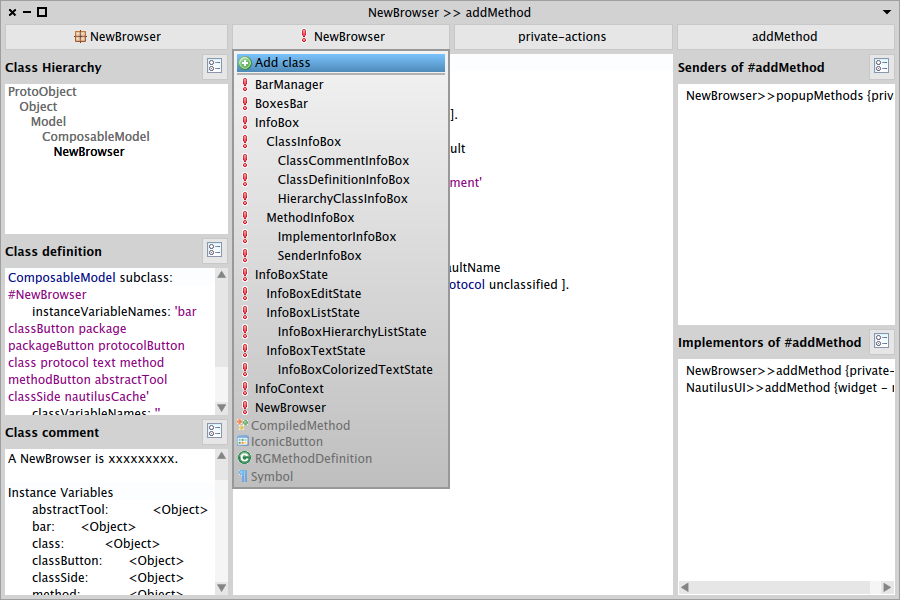 NewBrowser >> addMethod
NewBrowser
NewBrowser
private-actions
addMethod
Class Hierarchy
ProtoObject
Object
Model
ComposableModel
NewBrowser
Class definition
ComposableModel subclass:
#NewBrowser
instanceVariableNames: 'bar
classButton package
packageButton protocolButton
class protocol text method
methodButton abstractTool
classSide nautilusCache'
classVariableNames: ''
Class comment
A NewBrowser is xxxxxxxxx.
Instance Variables
abstractTool: <Object>
bar: <Object>
class: <Object>
classButton: <Object>
classSide: <Object>
method: <Object>
Add class
BarManager
BoxesBar
InfoBox
ClassInfoBox
ClassCommentInfoBox
ClassDefinitionInfoBox
HierarchyClassInfoBox
MethodInfoBox
ImplementorInfoBox
SenderInfoBox
InfoBoxState
InfoBoxEditState
InfoBoxListState
InfoBoxHierarchyListState
InfoBoxTextState
InfoBoxColorizedTextState
InfoContext
NewBrowser
CompiledMethod
IconicButton
RGMethodDefinition
Symbol
].
ult
ment'
aultName
otocol unclassified ].
Senders of #addMethod
NewBrowser>>popupMethods {priv
Implementors of #addMethod
NewBrowser>>addMethod {private-
NautilusUI>>addMethod {widget - r